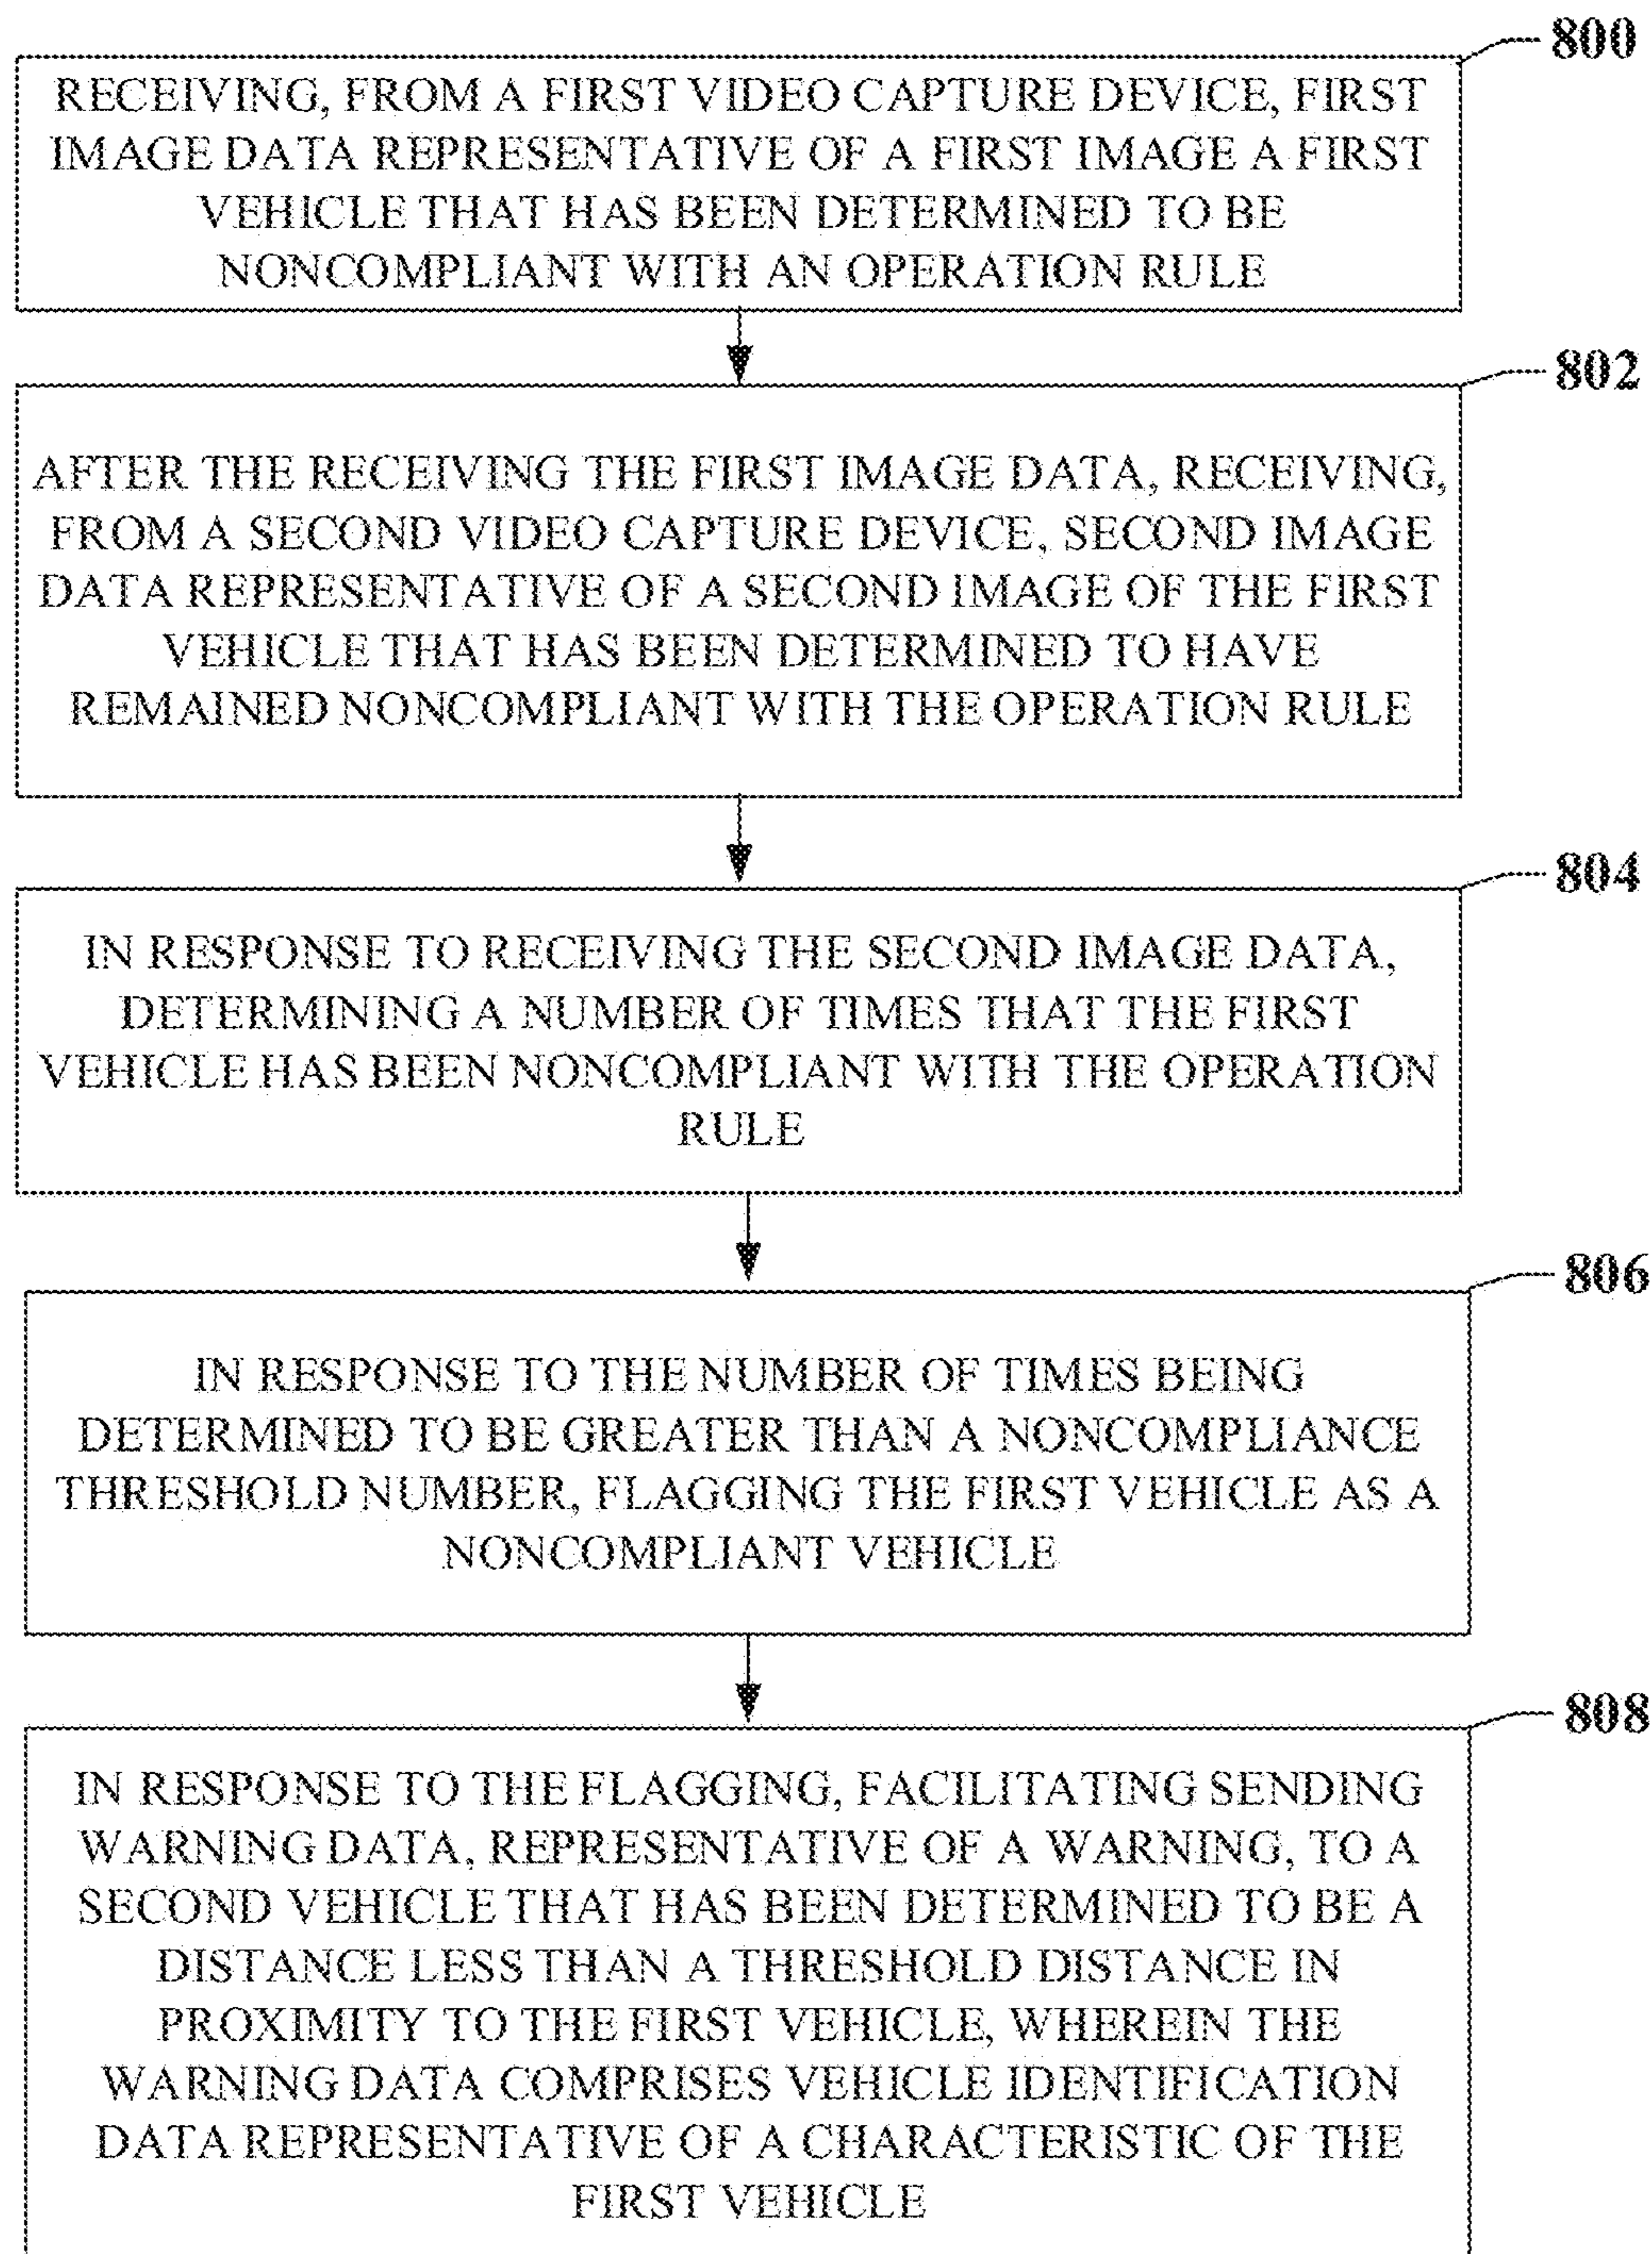 800
RECEIVING, FROM A FIRST VIDEO CAPTURE DEVICE, FIRST
IMAGE DATA REPRESENTATIVE OF A FIRST IMAGE A FIRST
VEHICLE THAT HAS BEEN DETERMINED TO BE
NONCOMPLIANT WITH AN OPERATION RULE
802
AFTER THE RECEIVING THE FIRST IMAGE DATA, RECEIVING,
FROM A SECOND VIDEO CAPTURE DEVICE, SECOND IMAGE
DATA REPRESENTATIVE OF A SECOND IMAGE OF THE FIRST
VEHICLE THAT HAS BEEN DETERMINED TO HAVE
REMAINED NONCOMPLIANT WITH THE OPERATION RULE
804
IN RESPONSE TO RECEIVING THE SECOND IMAGE DATA,
DETERMINING A NUMBER OF TIMES THAT THE FIRST
VEHICLE HAS BEEN NONCOMPLIANT WITH THE OPERATION
RULE
806
IN RESPONSE TO THE NUMBER OF TIMES BEING
DETERMINED TO BE GREATER THAN A NONCOMPLIANCE
THRESHOLD NUMBER, FLAGGING THE FIRST VEHICLE AS A
NONCOMPLIANT VEHICLE
808
IN RESPONSE TO THE FLAGGING, FACILITATING SENDING
WARNING DATA, REPRESENTATIVE OF A WARNING, TO A
SECOND VEHICLE THAT HAS BEEN DETERMINED TO BE A
DISTANCE LESS THAN A THRESHOLD DISTANCE IN
PROXIMITY TO THE FIRST VEHICLE, WHEREIN THE
WARNING DATA COMPRISES VEHICLE IDENTIFICATION
DATA REPRESENTATIVE OF A CHARACTERISTIC OF THE
FIRST VEHICLE